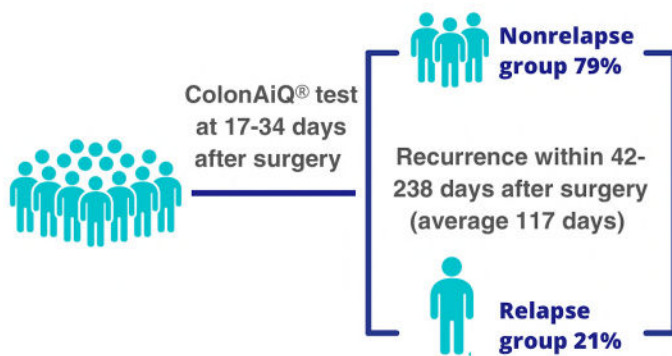 ColonAiQ® test
at 17-34 days
after surgery
Nonrelapse
group 79%
Recurrence within 42-
238 days after surgery
(average 117 days)
Relapse
group 21%